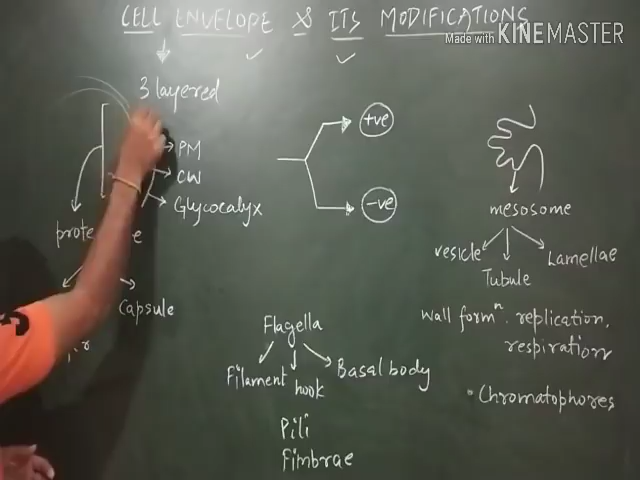 CELL ENVELOPE & ITS MODIFICATIONS
Made with KINEMASTER
3 layered
PM
CW
Glycocalyx
+ve
-ve
mesosome
vesicle
Tubule
Lamellae
Capsule
Flagella
Filament
hook
Basal body
Pili
Fimbrae
Wall formⁿ. replication,
respiration
• Chromatophores